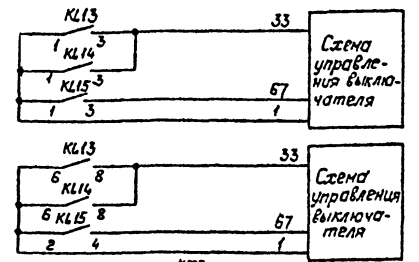 KL13
1 3
33
KL14
1 3
KL15
1 3
67
1
Схема
управле-
ния выклю-
чателя
KL13
6 8
33
KL14
6 8
KL15
2 4
67
1
Схема
управления
выключа-
теля